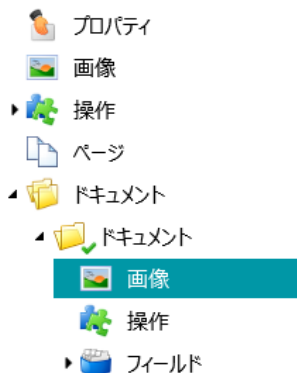 プロパティ
画像
操作
ページ
ドキュメント
ドキュメント
画像
操作
フィールド